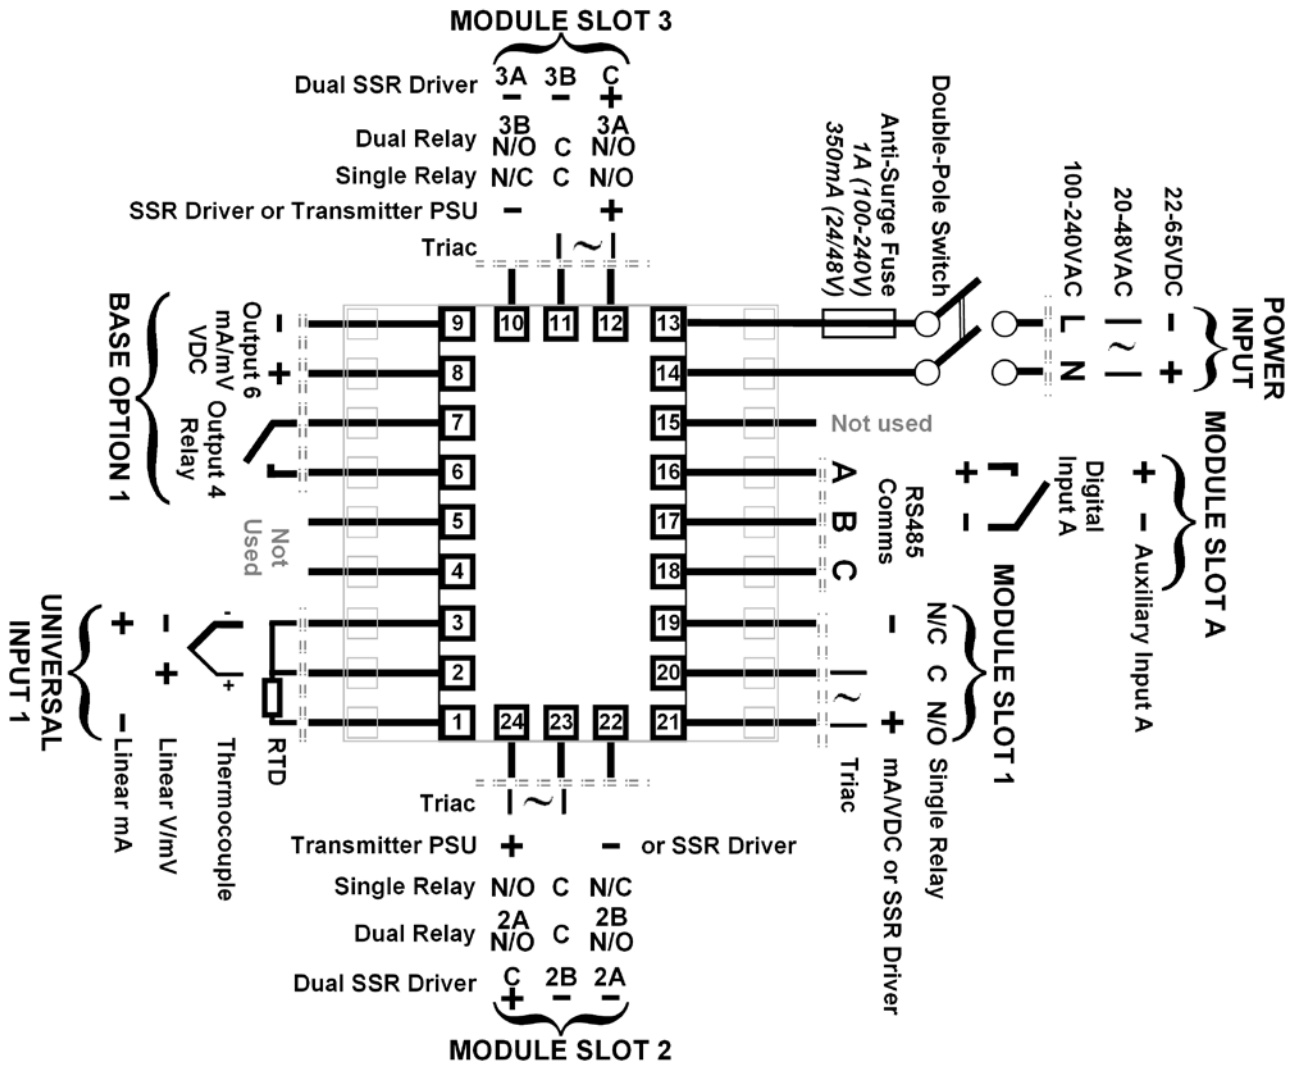 MODULE SLOT 3
Dual SSR Driver 3A 3B C
− − +
3B 3A
Dual Relay N/O C N/O
Single Relay N/C C N/O
SSR Driver or Transmitter PSU − +
Triac ~
BASE OPTION 1
Output 6
mA/mV
VDC
− +
Output 4
Relay
Not
Used
UNIVERSAL
INPUT 1
+ − Linear mA
− + Linear V/mV
- + Thermocouple
RTD
9 10 11 12 13
8 14
7 15
6 16
5 17
4 18
3 19
2 20
1 24 23 22 21
350mA (24/48V)
1A (100-240V)
Anti-Surge Fuse
Double-Pole Switch
100-240VAC L N
20-48VAC ~
22-65VDC − +
POWER
INPUT
Not used
A B C
RS485
Comms
+ −
Digital
Input A
+ − Auxiliary Input A
MODULE SLOT A
MODULE SLOT 1
N/C C N/O Single Relay
− + mA/VDC or SSR Driver
~ Triac
Triac ~
Transmitter PSU + − or SSR Driver
Single Relay N/O C N/C
2A 2B
Dual Relay N/O C N/O
Dual SSR Driver C 2B 2A
+ − −
MODULE SLOT 2